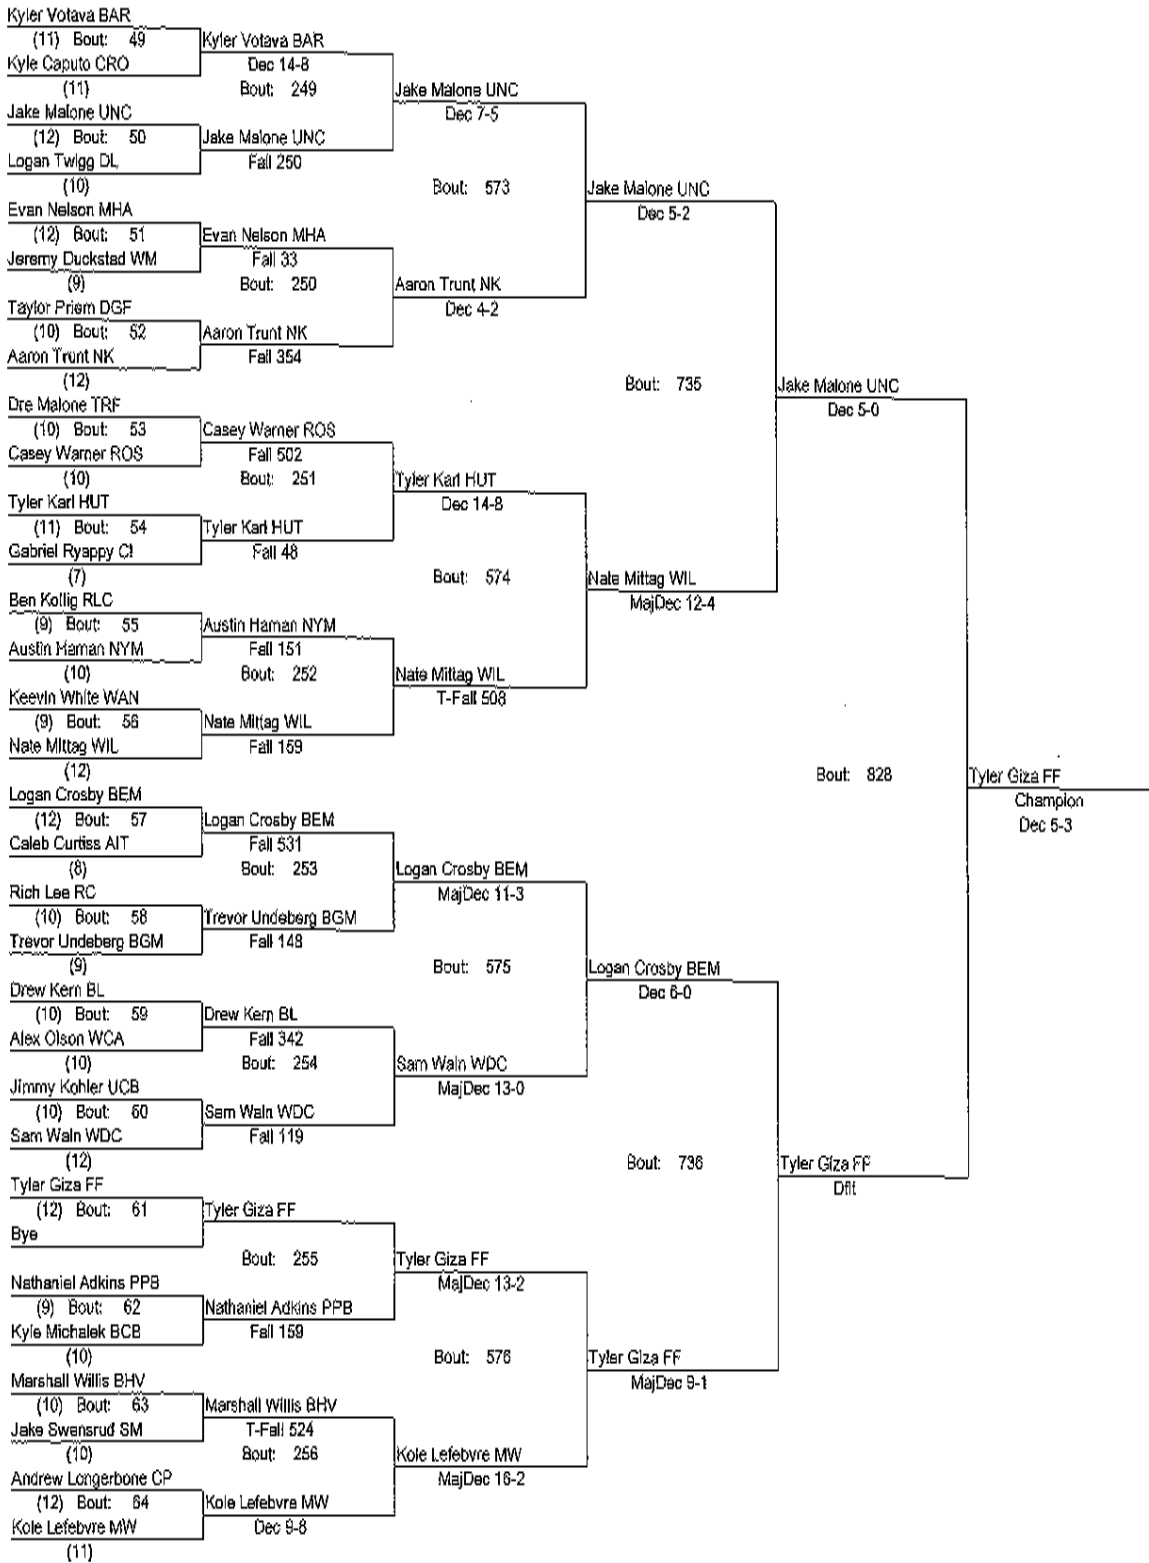 Kyler Votava BAR
(11) Bout: 49
Kyle Caputo CRO
(11)
Jake Malone UNC
(12) Bout: 50
Logan Twigg DL
(10)
Evan Nelson MHA
(12) Bout: 51
Jeremy Duckstad WM
(9)
Taylor Priem DGF
(10) Bout: 52
Aaron Trunt NK
(12)
Dre Malone TRF
(10) Bout: 53
Casey Warner ROS
(10)
Tyler Karl HUT
(11) Bout: 54
Gabriel Ryappy CI
(7)
Ben Kollig RLC
(9) Bout: 55
Austin Haman NYM
(10)
Keevin White WAN
(9) Bout: 56
Nate Mittag WIL
(12)
Logan Crosby BEM
(12) Bout: 57
Caleb Curtiss AIT
(8)
Rich Lee RC
(10) Bout: 58
Trevor Undeberg BGM
(9)
Drew Kern BL
(10) Bout: 59
Alex Olson WCA
(10)
Jimmy Kohler UCB
(10) Bout: 60
Sam Waln WDC
(12)
Tyler Giza FF
(12) Bout: 61
Bye
Nathaniel Adkins PPB
(9) Bout: 62
Kyle Michalek BCB
(10)
Marshall Willis BHV
(10) Bout: 63
Jake Swensrud SM
(10)
Andrew Longerbone CP
(12) Bout: 64
Kole Lefebvre MW
(11)
Kyler Votava BAR
Dec 14-8
Bout: 249
Jake Malone UNC
Fall 250
Evan Nelson MHA
Fall 33
Bout: 250
Aaron Trunt NK
Fall 354
Casey Warner ROS
Fall 502
Bout: 251
Tyler Karl HUT
Fall 48
Austin Haman NYM
Fall 151
Bout: 252
Nate Mittag WIL
Fall 159
Logan Crosby BEM
Fall 531
Bout: 253
Trevor Undeberg BGM
Fall 148
Drew Kern BL
Fall 342
Bout: 254
Sam Waln WDC
Fall 119
Tyler Giza FF
Bout: 255
Nathaniel Adkins PPB
Fall 159
Marshall Willis BHV
T-Fall 524
Bout: 256
Kole Lefebvre MW
Dec 9-8
Jake Malone UNC
Dec 7-5
Bout: 573
Aaron Trunt NK
Dec 4-2
Tyler Karl HUT
Dec 14-8
Bout: 574
Nate Mittag WIL
T-Fall 508
Logan Crosby BEM
MajDec 11-3
Bout: 575
Sam Waln WDC
MajDec 13-0
Tyler Giza FF
MajDec 13-2
Bout: 576
Kole Lefebvre MW
MajDec 16-2
Jake Malone UNC
Dec 5-2
Bout: 735
Nate Mittag WIL
MajDec 12-4
Logan Crosby BEM
Dec 6-0
Bout: 736
Tyler Giza FF
MajDec 9-1
Jake Malone UNC
Dec 5-0
Bout: 828
Tyler Giza FF
Dflt
Tyler Giza FF
Champion
Dec 5-3